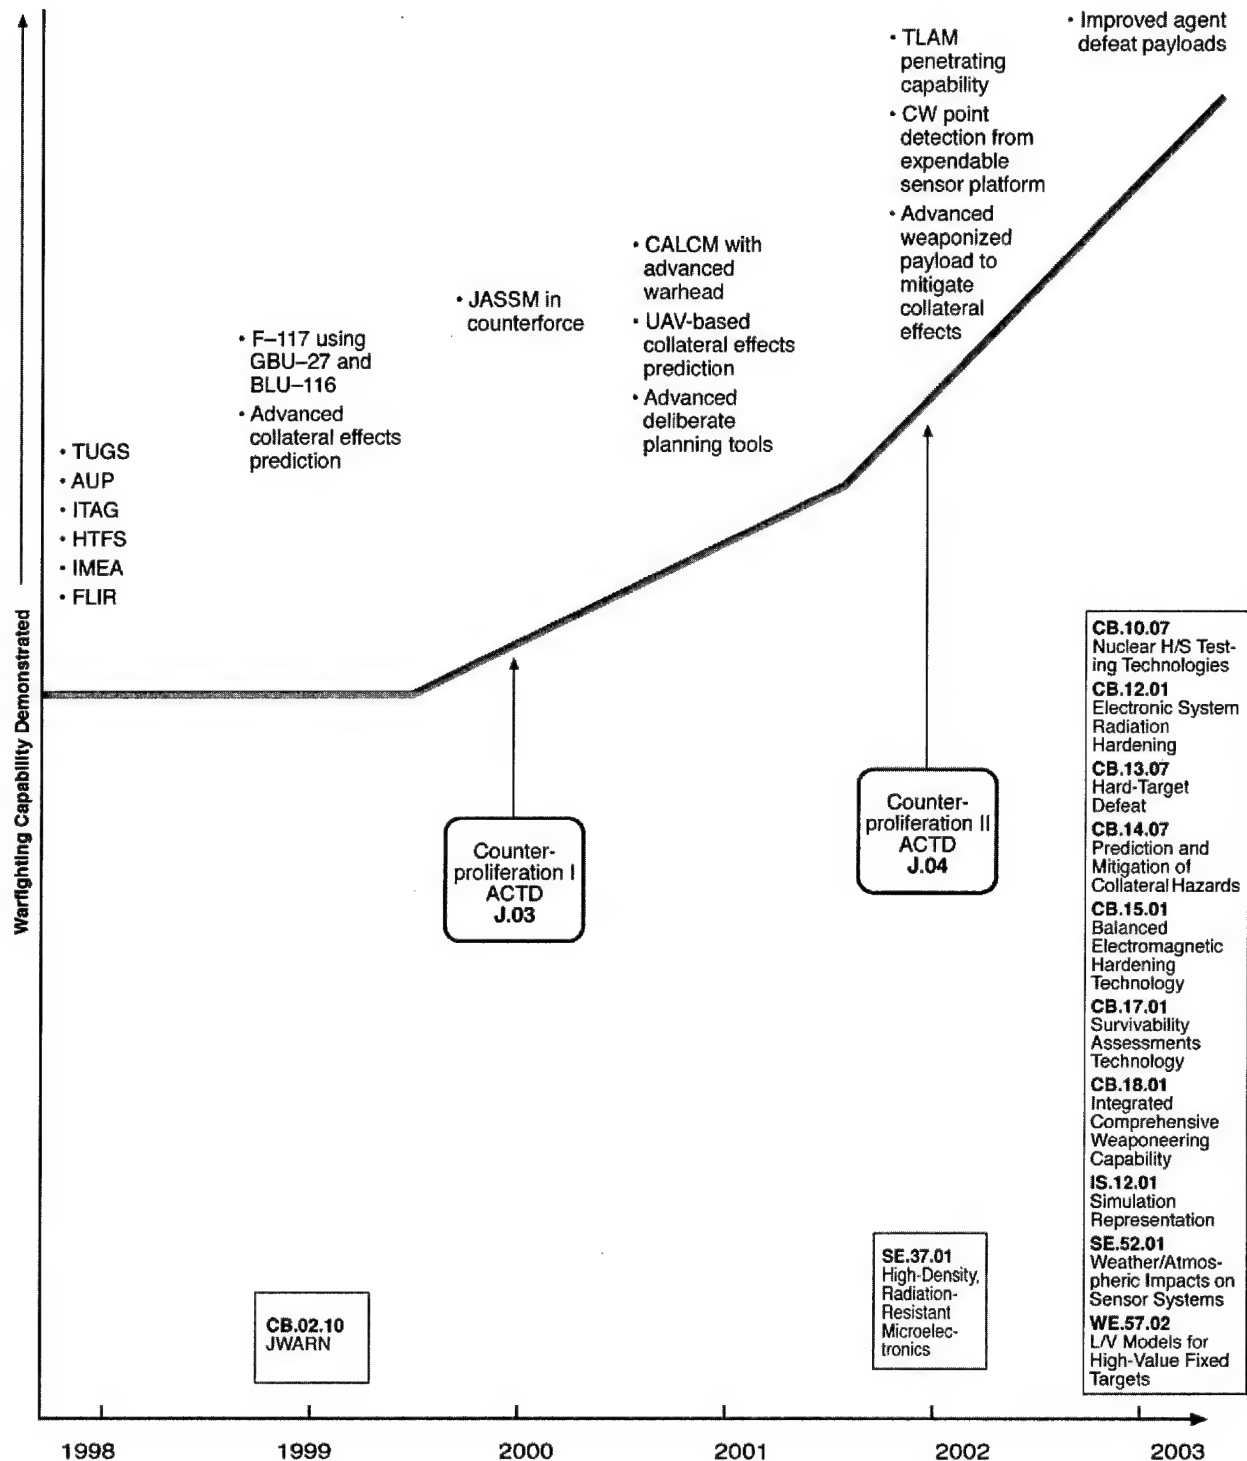 • Improved agent
defeat payloads
• TLAM
penetrating
capability
• CW point
detection from
expendable
sensor platform
• Advanced
weaponized
payload to
mitigate
collateral
effects
• CALCM with
advanced
warhead
• UAV-based
collateral effects
prediction
• Advanced
deliberate
planning tools
• JASSM in
counterforce
• F–117 using
GBU–27 and
BLU–116
• Advanced
collateral effects
prediction
• TUGS
• AUP
• ITAG
• HTFS
• IMEA
• FLIR
Warfighting Capability Demonstrated
Counter-
proliferation I
ACTD
J.03
Counter-
proliferation II
ACTD
J.04
CB.10.07
Nuclear H/S Test-
ing Technologies
CB.12.01
Electronic System
Radiation
Hardening
CB.13.07
Hard-Target
Defeat
CB.14.07
Prediction and
Mitigation of
Collateral Hazards
CB.15.01
Balanced
Electromagnetic
Hardening
Technology
CB.17.01
Survivability
Assessments
Technology
CB.18.01
Integrated
Comprehensive
Weaponeering
Capability
IS.12.01
Simulation
Representation
SE.52.01
Weather/Atmos-
pheric Impacts on
Sensor Systems
WE.57.02
L/V Models for
High-Value Fixed
Targets
CB.02.10
JWARN
SE.37.01
High-Density,
Radiation-
Resistant
Microelec-
tronics
1998
1999
2000
2001
2002
2003